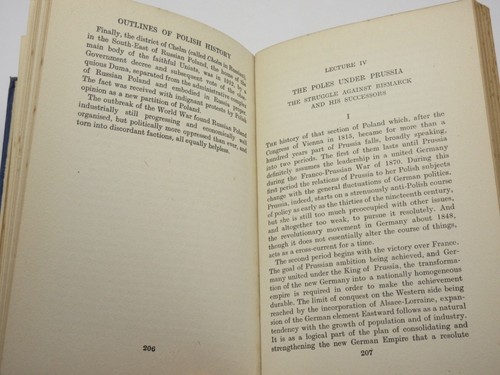 OUTLINES OF POLISH HISTORY
Finally, the district of Chelm (called Cholm in Russian),
in the South-East of Russian Poland, the home of the
main body of the faithful Uniats, was in by a
Government decree and subsequent vote of the obse-
quious Duma, separated from the administrative complex
of Russian Poland and embodied in Russia proper.
The fact was received with indignant protests by Polish
opinion as a new partition of Poland.
The outbreak of the World War found Russian Poland
industrially still progressing and economically well
organised, but politically more oppressed than ever, and
torn into discordant factions, all equally helpless.
206
LECTURE IV
THE POLES UNDER PRUSSIA
THE STRUGGLE AGAINST BISMARCK
AND HIS SUCCESSORS
I
THE history of that section of Poland which, after the
Congress of Vienna in 1815, became for more than a
hundred years part of Prussia falls, broadly speaking,
into two periods. The first of them lasts until Prussia
definitely assumes the leadership in a united Germany
during the Franco-Prussian War of 1870. During this
first period the relations of Prussia to her Polish subjects
change with the general fluctuations of German politics.
Prussia, indeed, starts on a strenuously anti-Polish course
of policy as early as the thirties of the nineteenth century,
but she is still too much preoccupied with other issues,
and altogether too weak, to pursue it resolutely. And
the revolutionary movement in Germany about 1848,
though it does not essentially alter the course of things,
acts as a cross-current for a time.
The second period begins with the victory over France.
The goal of Prussian ambition being achieved, and Ger-
many united under the King of Prussia, the transforma-
tion of the new Germany into a nationally homogeneous
empire is required in order to make the achievement
durable. The limit of conquest on the Western side being
reached by the incorporation of Alsace-Lorraine, expan-
sion of the German element Eastward follows as a natural
tendency with the growth of population and of industry.
It is as a logical part of the plan of consolidating and
strengthening the new German Empire that a resolute
207